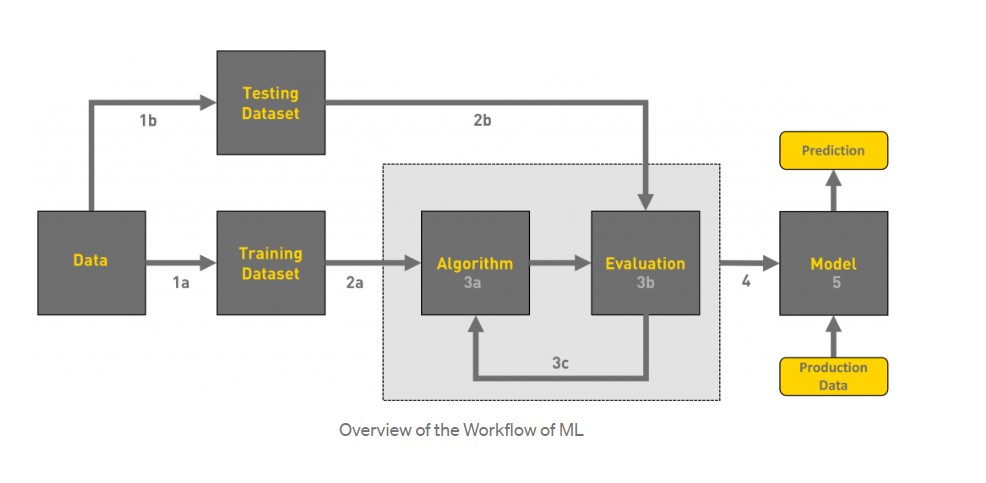 Testing
Dataset
1b
2b
Prediction
Data
1a
Training
Dataset
2a
Algorithm
3a
Evaluation
3b
4
Model
5
3c
Production
Data
Overview of the Workflow of ML